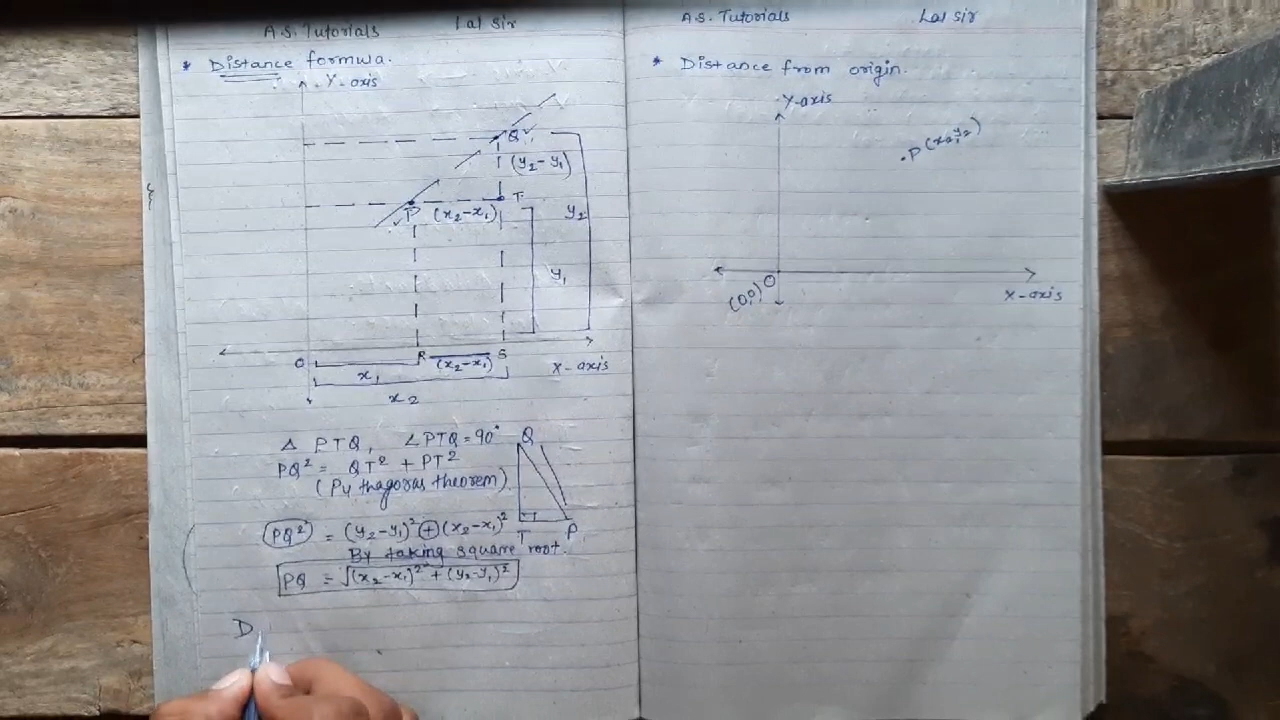 A.S. Tutorials Lal sir
* Distance formula.
Y-axis
Q
(y₂-y₁)
T
P (x₂-x₁)
y₂
y₁
O R (x₂-x₁) S
x₁
X-axis
x₂
Δ PTQ, ∠PTQ = 90°
PQ² = QT² + PT²
(Pythagoras theorem)
Q
T P
PQ² = (y₂-y₁)² + (x₂-x₁)²
By taking square root.
PQ = √(x₂-x₁)² + (y₂-y₁)²
D
A.S. Tutorials Lal sir
* Distance from origin.
Y-axis
.P(x₂,y₂)
(0,0) O
X-axis